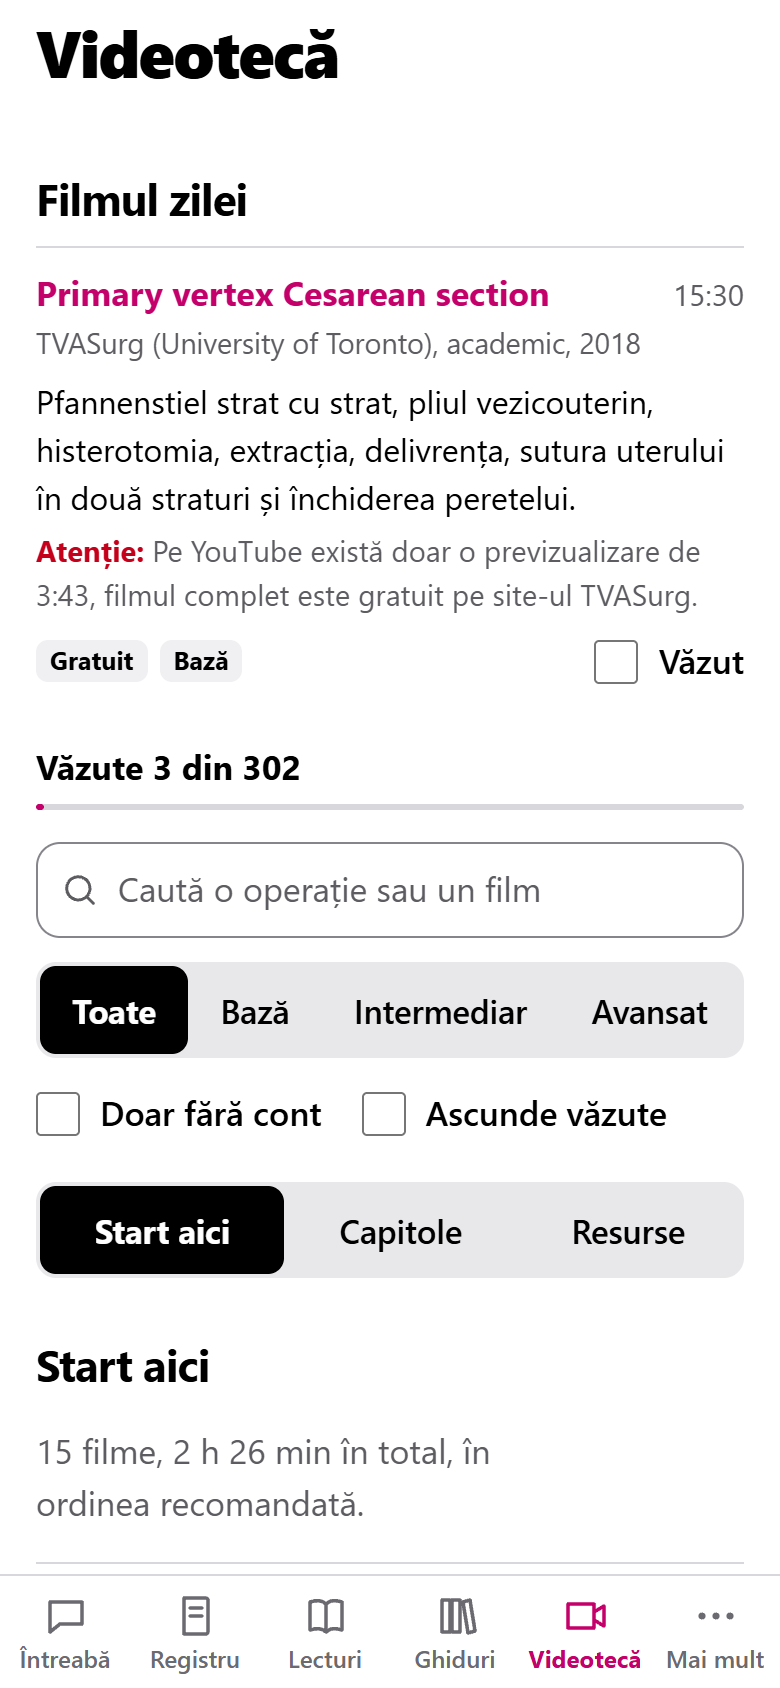 Videotecă
Filmul zilei
Primary vertex Cesarean section 15:30
TVASurg (University of Toronto), academic, 2018
Pfannenstiel strat cu strat, pliul vezicouterin,
histerotomia, extracția, delivrența, sutura uterului
în două straturi și închiderea peretelui.
Atenție: Pe YouTube există doar o previzualizare de
3:43, filmul complet este gratuit pe site-ul TVASurg.
Gratuit Bază Văzut
Văzute 3 din 302
Caută o operație sau un film
Toate Bază Intermediar Avansat
Doar fără cont Ascunde văzute
Start aici Capitole Resurse
Start aici
15 filme, 2 h 26 min în total, în
ordinea recomandată.
Întreabă Registru Lecturi Ghiduri Videotecă Mai mult